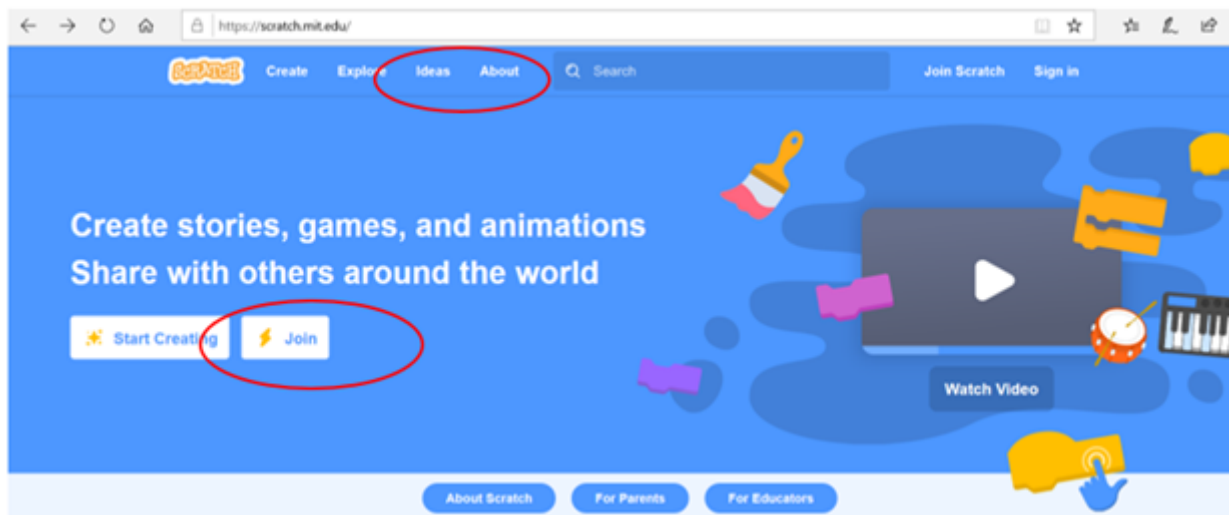 https://scratch.mit.edu/
SCRATCH Create Explore Ideas About Search Join Scratch Sign in
Create stories, games, and animations
Share with others around the world
Start Creating Join
Watch Video
About Scratch For Parents For Educators